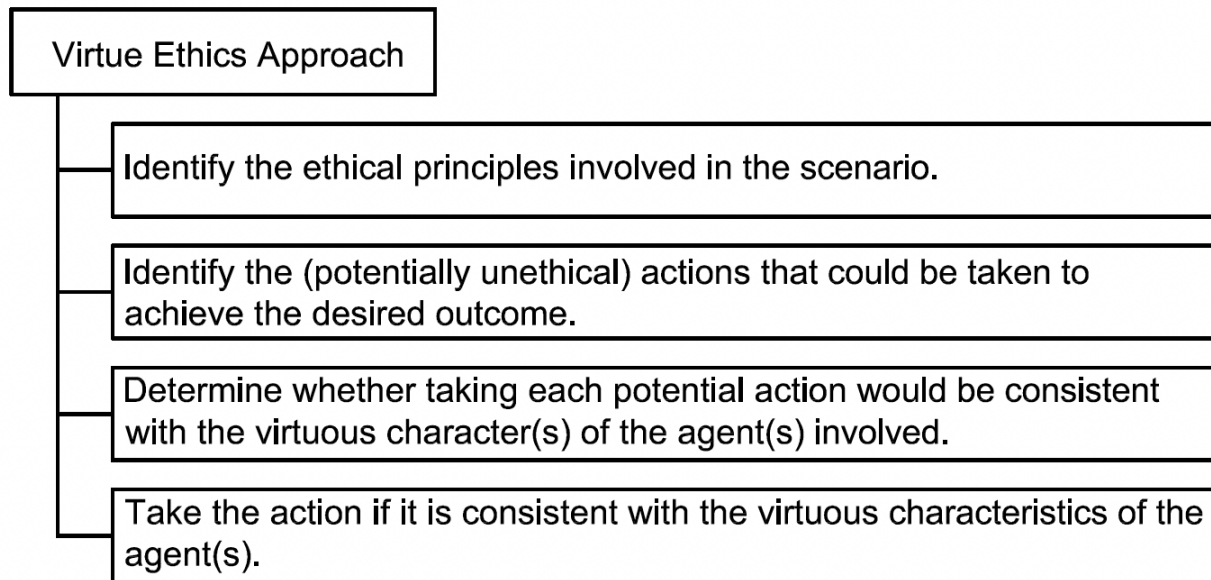 Virtue Ethics Approach
Identify the ethical principles involved in the scenario.
Identify the (potentially unethical) actions that could be taken to
achieve the desired outcome.
Determine whether taking each potential action would be consistent
with the virtuous character(s) of the agent(s) involved.
Take the action if it is consistent with the virtuous characteristics of the
agent(s).